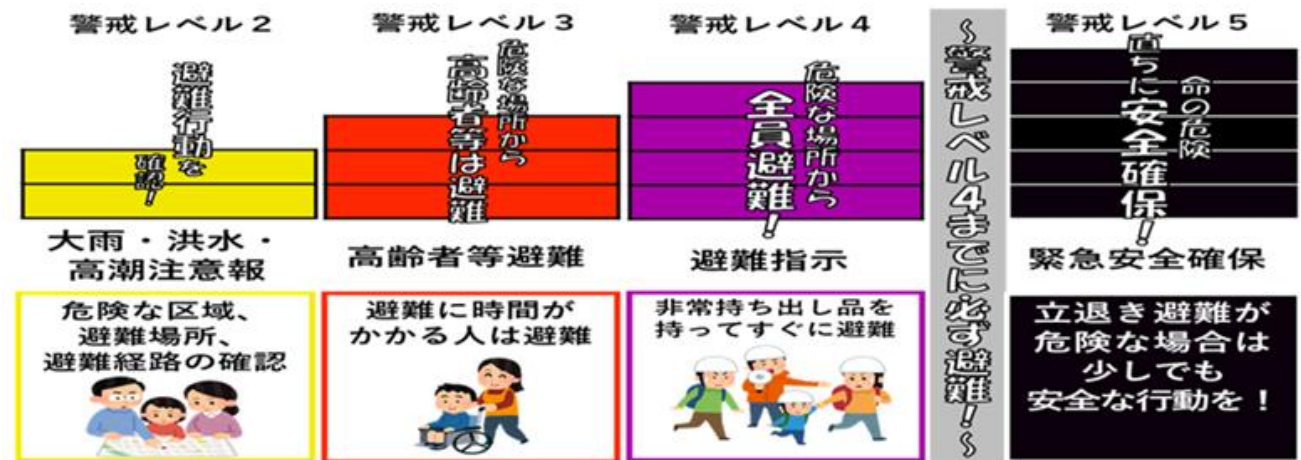 警戒レベル2
避難行動を
確認！
大雨・洪水・
高潮注意報
危険な区域、
避難場所、
避難経路の確認
警戒レベル3
危険な場所から
高齢者等は避難
高齢者等避難
避難に時間が
かかる人は避難
警戒レベル4
危険な場所から
全員避難！
避難指示
非常持ち出し品を
持ってすぐに避難
～警戒レベル4までに必ず避難！～
警戒レベル5
命の危険
直ちに安全確保！
緊急安全確保
立退き避難が
危険な場合は
少しでも
安全な行動を！